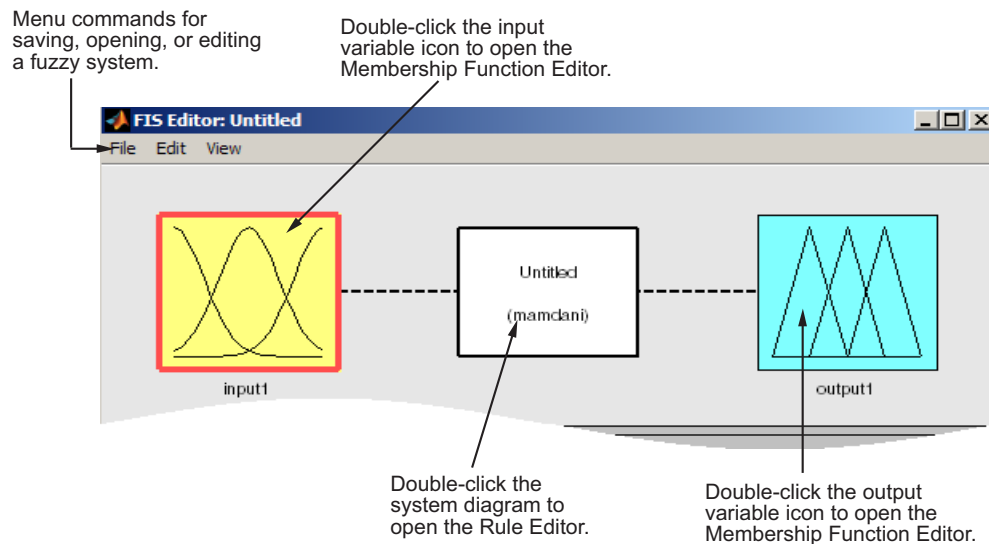 Menu commands for
saving, opening, or editing
a fuzzy system.
Double-click the input
variable icon to open the
Membership Function Editor.
FIS Editor: Untitled
File Edit View
Untitled
(mamdani)
input1
output1
Double-click the
system diagram to
open the Rule Editor.
Double-click the output
variable icon to open the
Membership Function Editor.